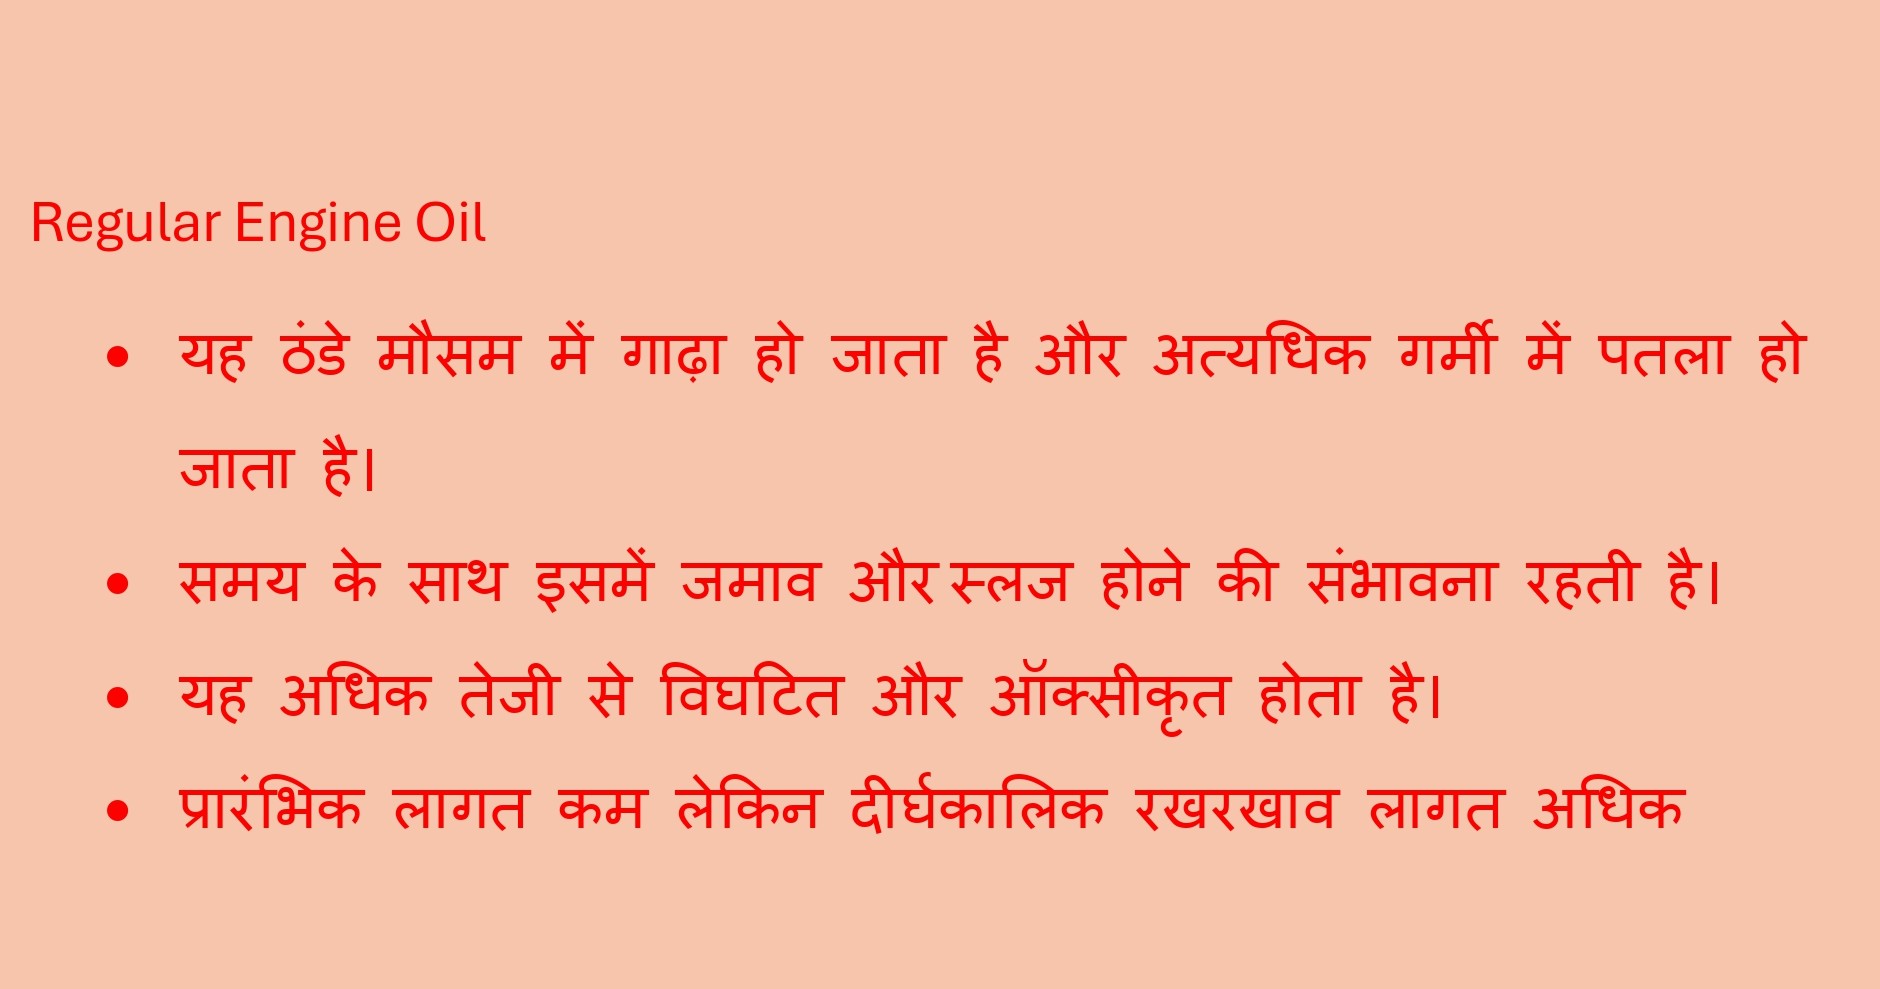 Regular Engine Oil
• यह ठंडे मौसम में गाढ़ा हो जाता है और अत्यधिक गर्मी में पतला हो
जाता है।
• समय के साथ इसमें जमाव और स्लज होने की संभावना रहती है।
• यह अधिक तेजी से विघटित और ऑक्सीकृत होता है।
• प्रारंभिक लागत कम लेकिन दीर्घकालिक रखरखाव लागत अधिक